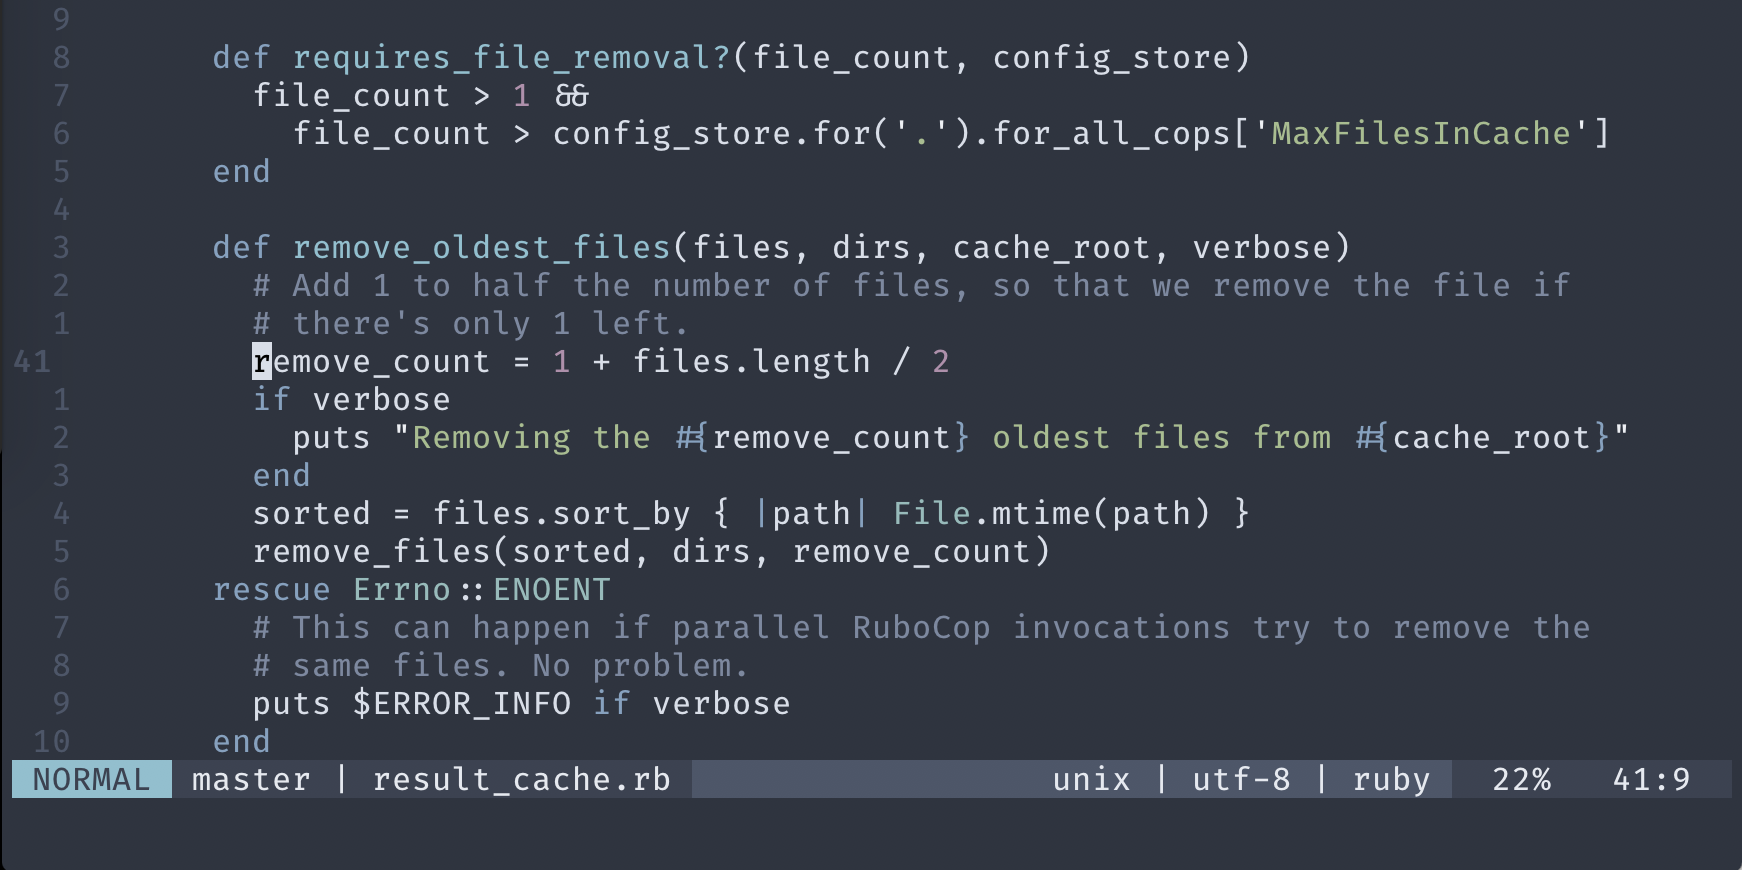 9
8 def requires_file_removal?(file_count, config_store)
7 file_count > 1 &&
6 file_count > config_store.for('.').for_all_cops['MaxFilesInCache']
5 end
4
3 def remove_oldest_files(files, dirs, cache_root, verbose)
2 # Add 1 to half the number of files, so that we remove the file if
1 # there's only 1 left.
41 remove_count = 1 + files.length / 2
1 if verbose
2 puts "Removing the #{remove_count} oldest files from #{cache_root}"
3 end
4 sorted = files.sort_by { |path| File.mtime(path) }
5 remove_files(sorted, dirs, remove_count)
6 rescue Errno::ENOENT
7 # This can happen if parallel RuboCop invocations try to remove the
8 # same files. No problem.
9 puts $ERROR_INFO if verbose
10 end
NORMAL master | result_cache.rb unix | utf-8 | ruby 22% 41:9